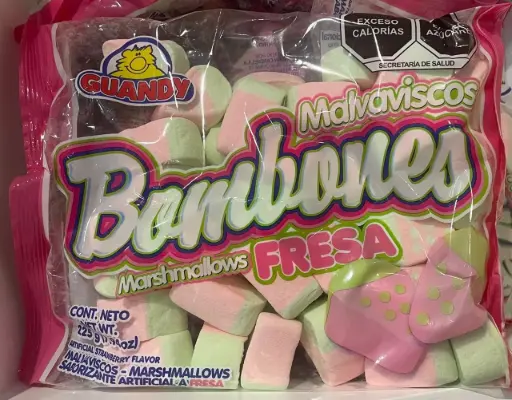 EXCESO
CALORÍAS
AZÚCARES
SECRETARÍA DE SALUD
GUANDY
Malvaviscos
Bombones
Marshmallows FRESA
CONT. NETO
NET WT.
225 g
ARTIFICIAL STRAWBERRY FLAVOR
MALVAVISCOS - MARSHMALLOWS
SABORIZANTE ARTIFICIAL A FRESA